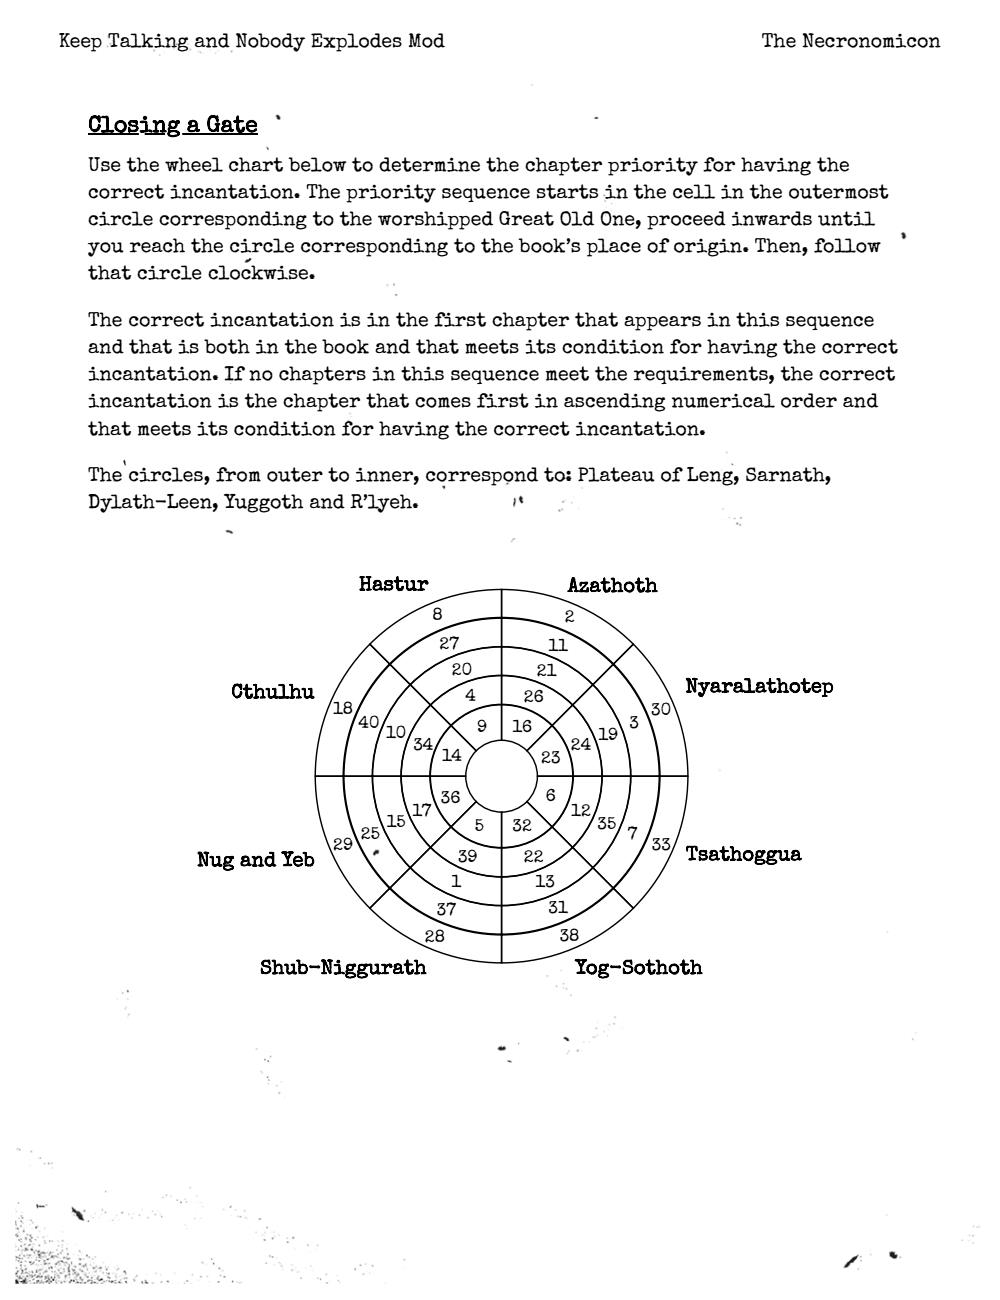 Keep Talking and Nobody Explodes Mod
The Necronomicon
Closing a Gate
Use the wheel chart below to determine the chapter priority for having the
correct incantation. The priority sequence starts in the cell in the outermost
circle corresponding to the worshipped Great Old One, proceed inwards until
you reach the circle corresponding to the book's place of origin. Then, follow
that circle clockwise.
The correct incantation is in the first chapter that appears in this sequence
and that is both in the book and that meets its condition for having the correct
incantation. If no chapters in this sequence meet the requirements, the correct
incantation is the chapter that comes first in ascending numerical order and
that meets its condition for having the correct incantation.
The circles, from outer to inner, correspond to: Plateau of Leng, Sarnath,
Dylath-Leen, Yuggoth and R'lyeh.
Hastur
Azathoth
8
2
27
11
20
21
Cthulhu
4
26
Nyaralathotep
18
40
10
34
14
9
16
23
24
19
3
30
29
25
15
17
36
5
32
6
12
35
7
33
Nug and Yeb
Tsathoggua
39
22
1
13
37
31
28
38
Shub-Niggurath
Yog-Sothoth